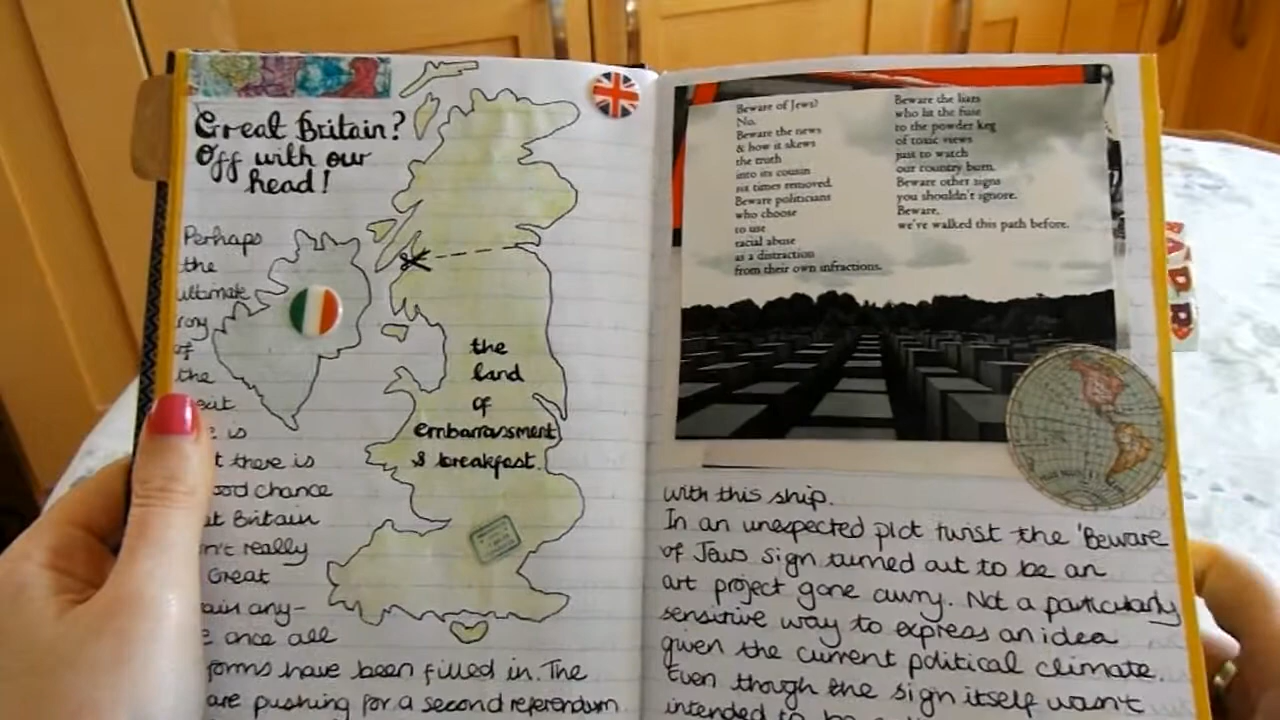 Great Britain?
Off with our
head!
Perhaps
the
ultimate
of
the
is
there is
chance
Britain
really
Great
any-
once all
forms have been filled in. The
are pushing for a second referendum
the
land
of
embarrassment
& breakfast.
Beware of Jews?
No.
Beware the news
& how it skews
the truth
into its cousin
six times removed.
Beware politicians
who choose
to use
racial abuse
as a distraction
from their own infractions.
Beware the liars
who lit the fuse
to the powder keg
of toxic views
just to watch
our country burn.
Beware other signs
you shouldn't ignore.
Beware,
we've walked this path before.
with this ship.
In an unexpected plot twist the 'Beware
of Jews sign turned out to be an
art project gone awry. Not a particularly
sensitive way to express an idea
given the current political climate.
Even though the sign itself wasn't
intended to be